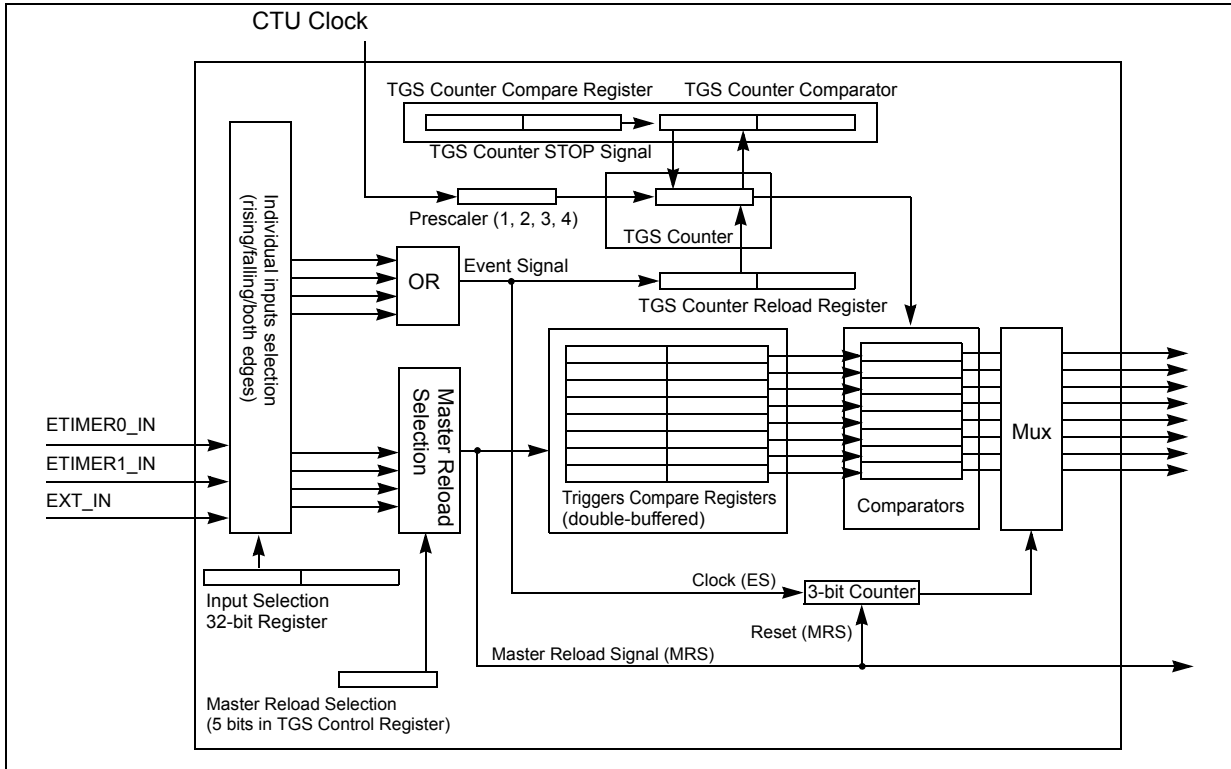 CTU Clock
TGS Counter Compare Register
TGS Counter Comparator
TGS Counter STOP Signal
Individual inputs selection
(rising/falling/both edges)
Prescaler (1, 2, 3, 4)
TGS Counter
OR
Event Signal
TGS Counter Reload Register
Master Reload
Selection
ETIMER0_IN
ETIMER1_IN
EXT_IN
Triggers Compare Registers
(double-buffered)
Comparators
Mux
Input Selection
32-bit Register
Clock (ES)
3-bit Counter
Reset (MRS)
Master Reload Signal (MRS)
Master Reload Selection
(5 bits in TGS Control Register)